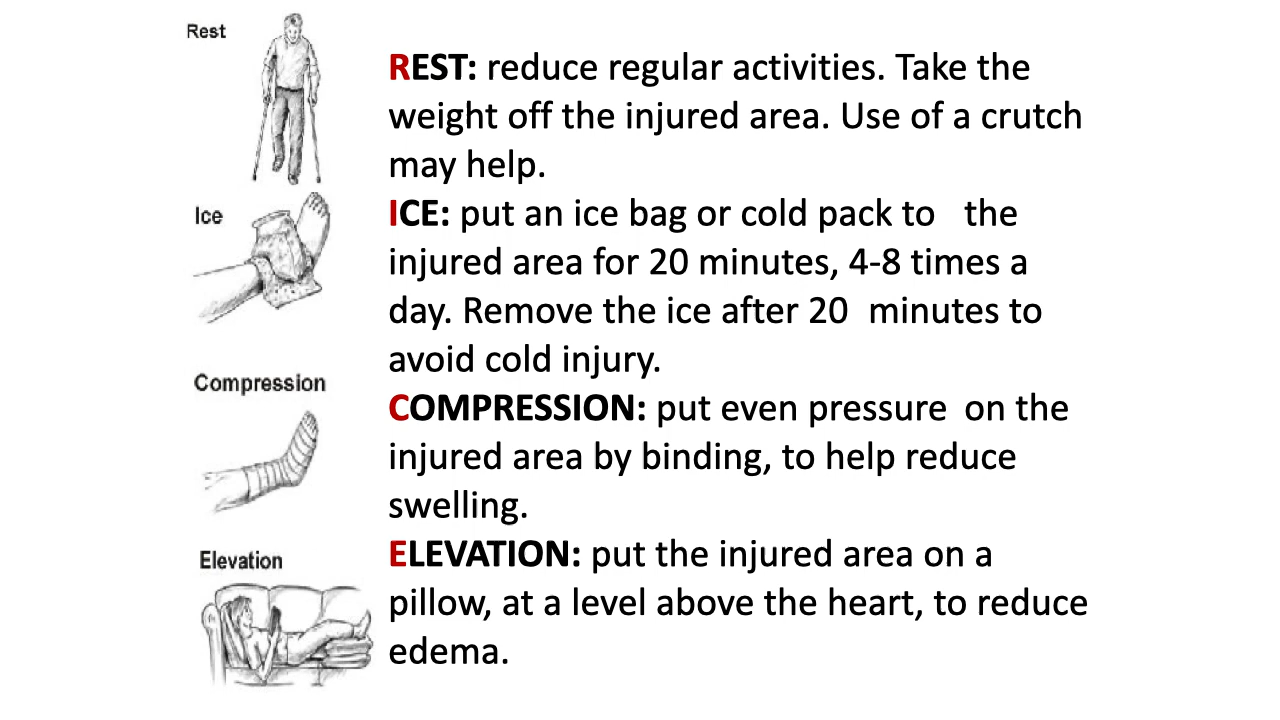 Rest
REST: reduce regular activities. Take the
weight off the injured area. Use of a crutch
may help.
Ice
ICE: put an ice bag or cold pack to   the
injured area for 20 minutes, 4-8 times a
day. Remove the ice after 20  minutes to
avoid cold injury.
Compression
COMPRESSION: put even pressure  on the
injured area by binding, to help reduce
swelling.
Elevation
ELEVATION: put the injured area on a
pillow, at a level above the heart, to reduce
edema.